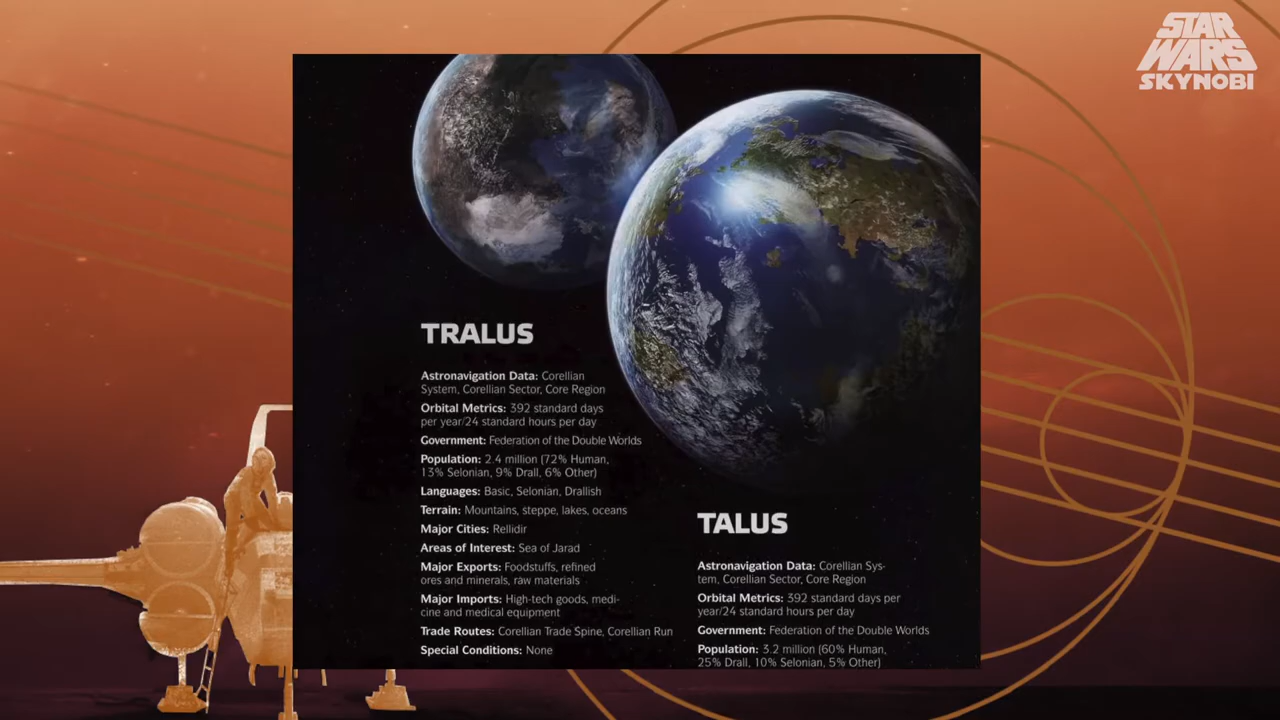 STAR
WARS
SKYNOBI
TRALUS
Astronavigation Data: Corellian
System, Corellian Sector, Core Region
Orbital Metrics: 392 standard days
per year/24 standard hours per day
Government: Federation of the Double Worlds
Population: 2.4 million (72% Human,
13% Selonian, 9% Drall, 6% Other)
Languages: Basic, Selonian, Drallish
Terrain: Mountains, steppe, lakes, oceans
Major Cities: Rellidir
Areas of Interest: Sea of Jarad
Major Exports: Foodstuffs, refined
ores and minerals, raw materials
Major Imports: High-tech goods, medi-
cine and medical equipment
Trade Routes: Corellian Trade Spine, Corellian Run
Special Conditions: None
TALUS
Astronavigation Data: Corellian Sys-
tem, Corellian Sector, Core Region
Orbital Metrics: 392 standard days per
year/24 standard hours per day
Government: Federation of the Double Worlds
Population: 3.2 million (60% Human,
25% Drall, 10% Selonian, 5% Other)